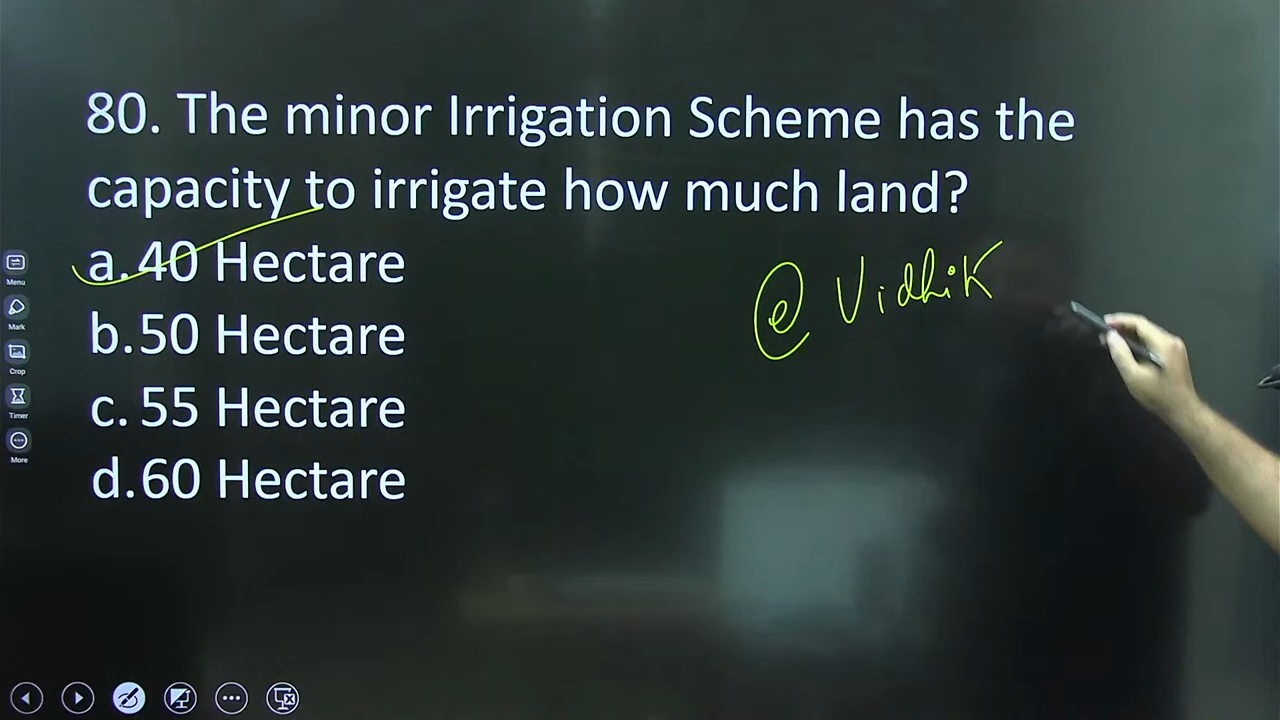 80. The minor Irrigation Scheme has the
capacity to irrigate how much land?
a. 40 Hectare
b. 50 Hectare
c. 55 Hectare
d. 60 Hectare
@ Vidhik
Menu
Mark
Crop
Timer
More